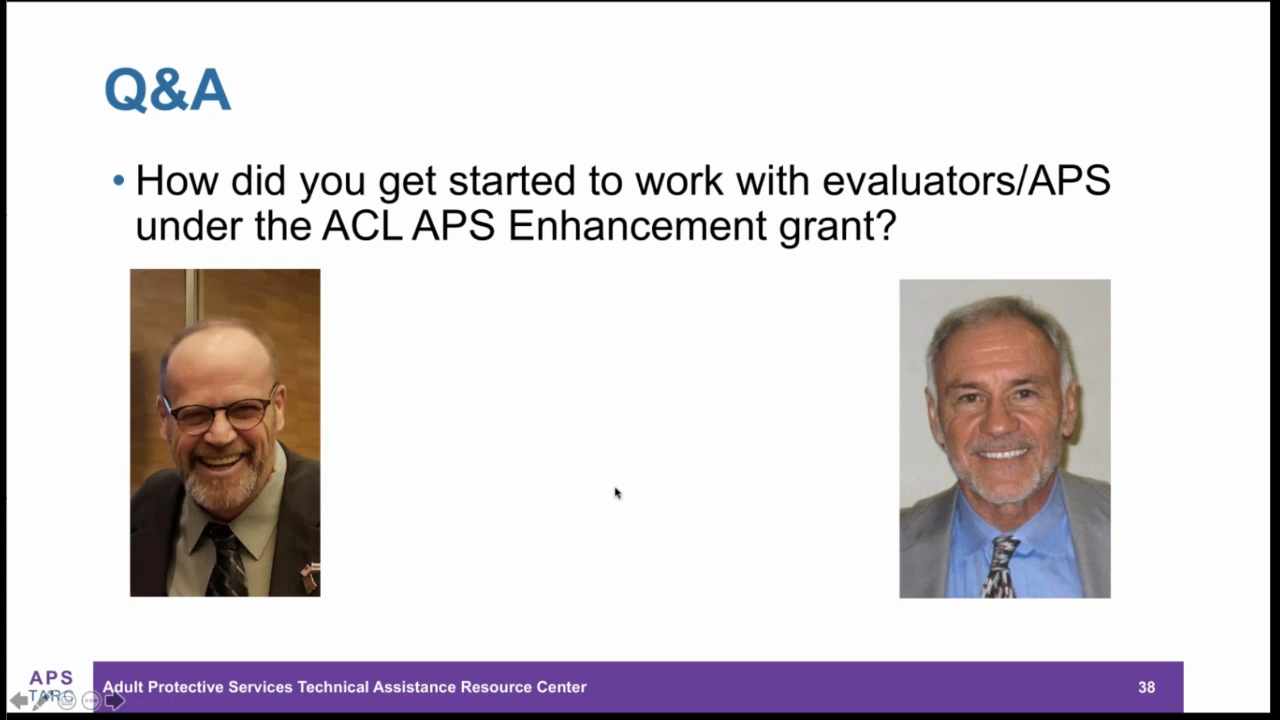 Q&A
• How did you get started to work with evaluators/APS
under the ACL APS Enhancement grant?
APS
TARC
Adult Protective Services Technical Assistance Resource Center
38